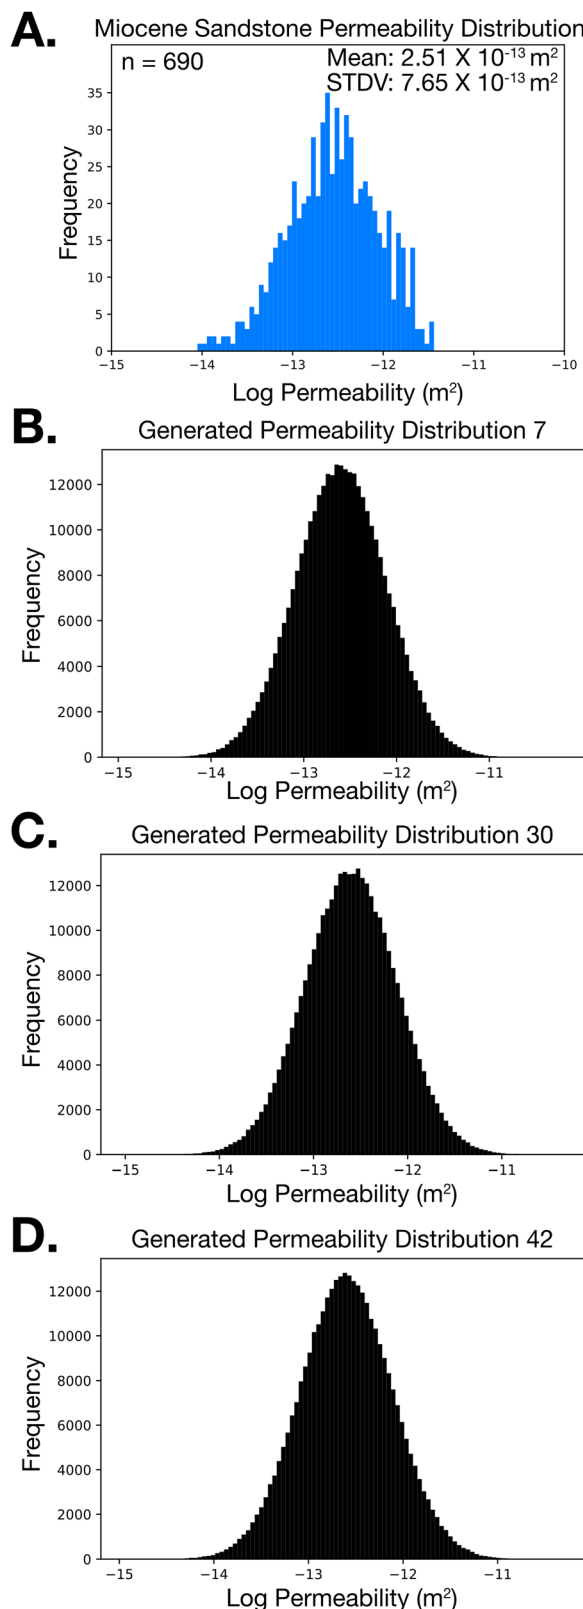 A.
Miocene Sandstone Permeability Distribution
n = 690
Mean: 2.51 X 10⁻¹³ m²
STDV: 7.65 X 10⁻¹³ m²
35
30
25
20
15
10
5
0
Frequency
−15 −14 −13 −12 −11 −10
Log Permeability (m²)
B.
Generated Permeability Distribution 7
12000
10000
8000
6000
4000
2000
0
Frequency
−15 −14 −13 −12 −11
Log Permeability (m²)
C.
Generated Permeability Distribution 30
12000
10000
8000
6000
4000
2000
0
Frequency
−15 −14 −13 −12 −11
Log Permeability (m²)
D.
Generated Permeability Distribution 42
12000
10000
8000
6000
4000
2000
0
Frequency
−15 −14 −13 −12 −11
Log Permeability (m²)